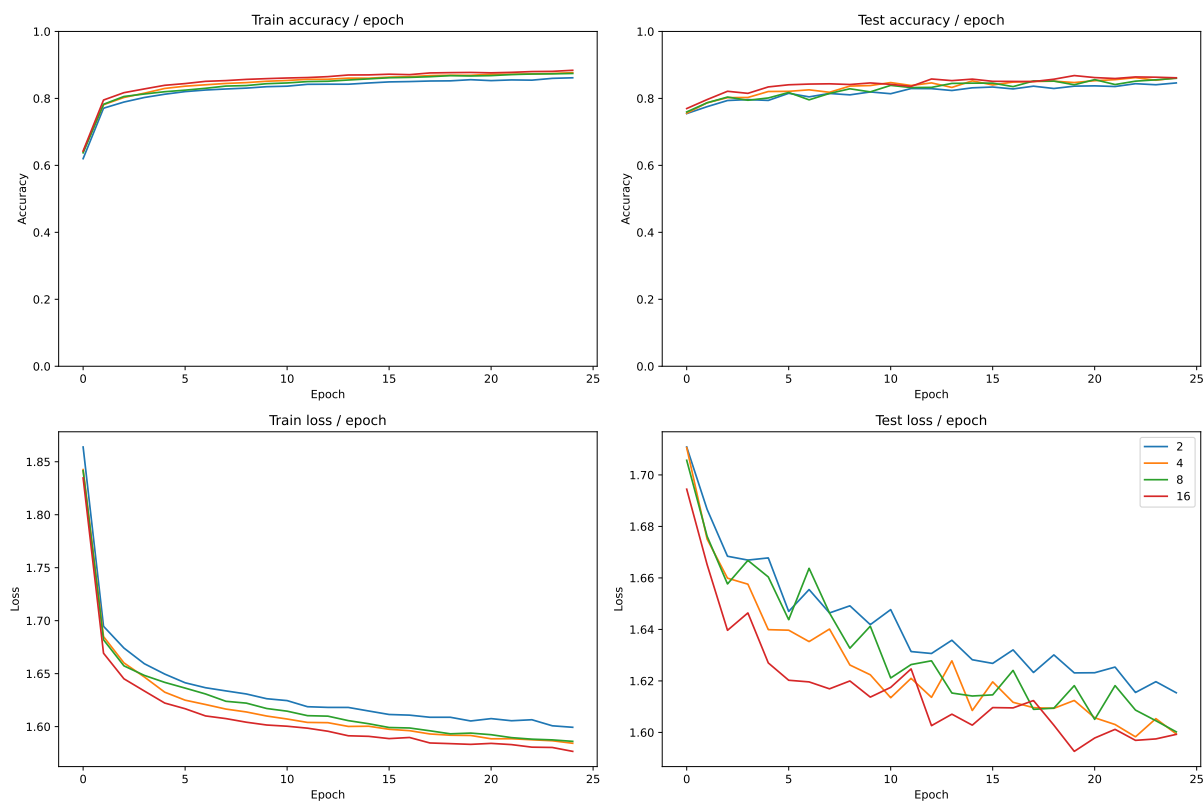 Train accuracy / epoch
1.0
0.8
0.6
0.4
0.2
0.0
Accuracy
0 5 10 15 20 25
Epoch
Test accuracy / epoch
1.0
0.8
0.6
0.4
0.2
0.0
Accuracy
0 5 10 15 20 25
Epoch
Train loss / epoch
1.85
1.80
1.75
1.70
1.65
1.60
Loss
0 5 10 15 20 25
Epoch
Test loss / epoch
2
4
8
16
1.70
1.68
1.66
1.64
1.62
1.60
Loss
0 5 10 15 20 25
Epoch